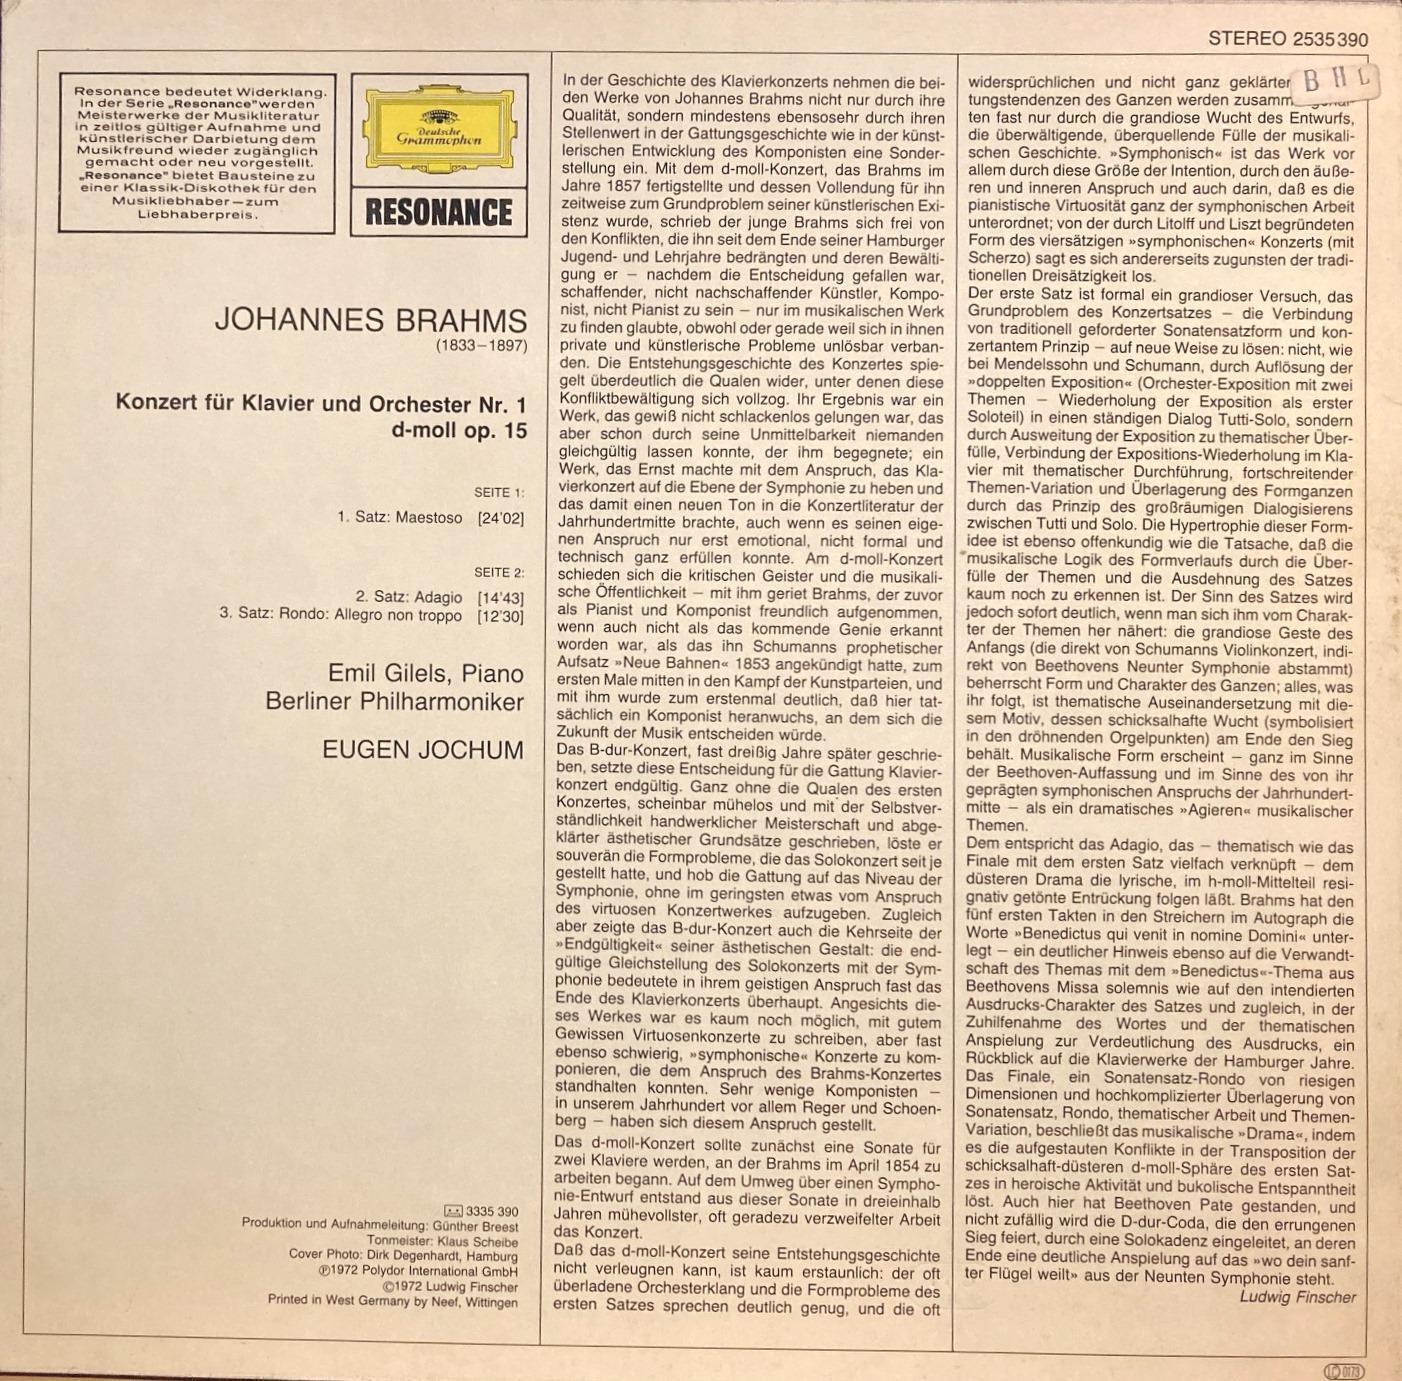 STEREO 2535390
Resonance bedeutet Widerklang.
In der Serie „Resonance" werden
Meisterwerke der Musikliteratur
in zeitlos gültiger Aufnahme und
künstlerischer Darbietung dem
Musikfreund wieder zugänglich
gemacht oder neu vorgestellt.
„Resonance" bietet Bausteine zu
einer Klassik-Diskothek für den
Musikliebhaber – zum
Liebhaberpreis.
Deutsche
Grammophon
RESONANCE
JOHANNES BRAHMS
(1833–1897)
Konzert für Klavier und Orchester Nr. 1
d-moll op. 15
SEITE 1:
1. Satz: Maestoso [24'02]
SEITE 2:
2. Satz: Adagio [14'43]
3. Satz: Rondo: Allegro non troppo [12'30]
Emil Gilels, Piano
Berliner Philharmoniker
EUGEN JOCHUM
3335 390
Produktion und Aufnahmeleitung: Günther Breest
Tonmeister: Klaus Scheibe
Cover Photo: Dirk Degenhardt, Hamburg
Ⓟ1972 Polydor International GmbH
©1972 Ludwig Finscher
Printed in West Germany by Neef, Wittingen
In der Geschichte des Klavierkonzerts nehmen die bei-
den Werke von Johannes Brahms nicht nur durch ihre
Qualität, sondern mindestens ebensosehr durch ihren
Stellenwert in der Gattungsgeschichte wie in der künst-
lerischen Entwicklung des Komponisten eine Sonder-
stellung ein. Mit dem d-moll-Konzert, das Brahms im
Jahre 1857 fertigstellte und dessen Vollendung für ihn
zeitweise zum Grundproblem seiner künstlerischen Exi-
stenz wurde, schrieb der junge Brahms sich frei von
den Konflikten, die ihn seit dem Ende seiner Hamburger
Jugend- und Lehrjahre bedrängten und deren Bewälti-
gung er – nachdem die Entscheidung gefallen war,
schaffender, nicht nachschaffender Künstler, Kompo-
nist, nicht Pianist zu sein – nur im musikalischen Werk
zu finden glaubte, obwohl oder gerade weil sich in ihnen
private und künstlerische Probleme unlösbar verban-
den. Die Entstehungsgeschichte des Konzertes spie-
gelt überdeutlich die Qualen wider, unter denen diese
Konfliktbewältigung sich vollzog. Ihr Ergebnis war ein
Werk, das gewiß nicht schlackenlos gelungen war, das
aber schon durch seine Unmittelbarkeit niemanden
gleichgültig lassen konnte, der ihm begegnete; ein
Werk, das Ernst machte mit dem Anspruch, das Kla-
vierkonzert auf die Ebene der Symphonie zu heben und
das damit einen neuen Ton in die Konzertliteratur der
Jahrhundertmitte brachte, auch wenn es seinen eige-
nen Anspruch nur erst emotional, nicht formal und
technisch ganz erfüllen konnte. Am d-moll-Konzert
schieden sich die kritischen Geister und die musikali-
sche Öffentlichkeit – mit ihm geriet Brahms, der zuvor
als Pianist und Komponist freundlich aufgenommen,
wenn auch nicht als das kommende Genie erkannt
worden war, als das ihn Schumanns prophetischer
Aufsatz »Neue Bahnen« 1853 angekündigt hatte, zum
ersten Male mitten in den Kampf der Kunstparteien, und
mit ihm wurde zum erstenmal deutlich, daß hier tat-
sächlich ein Komponist heranwuchs, an dem sich die
Zukunft der Musik entscheiden würde.
Das B-dur-Konzert, fast dreißig Jahre später geschrie-
ben, setzte diese Entscheidung für die Gattung Klavier-
konzert endgültig. Ganz ohne die Qualen des ersten
Konzertes, scheinbar mühelos und mit der Selbstver-
ständlichkeit handwerklicher Meisterschaft und abge-
klärter ästhetischer Grundsätze geschrieben, löste er
souverän die Formprobleme, die das Solokonzert seit je
gestellt hatte, und hob die Gattung auf das Niveau der
Symphonie, ohne im geringsten etwas vom Anspruch
des virtuosen Konzertwerkes aufzugeben. Zugleich
aber zeigte das B-dur-Konzert auch die Kehrseite der
»Endgültigkeit« seiner ästhetischen Gestalt: die end-
gültige Gleichstellung des Solokonzerts mit der Sym-
phonie bedeutete in ihrem geistigen Anspruch fast das
Ende des Klavierkonzerts überhaupt. Angesichts die-
ses Werkes war es kaum noch möglich, mit gutem
Gewissen Virtuosenkonzerte zu schreiben, aber fast
ebenso schwierig, »symphonische« Konzerte zu kom-
ponieren, die dem Anspruch des Brahms-Konzertes
standhalten konnten. Sehr wenige Komponisten –
in unserem Jahrhundert vor allem Reger und Schoen-
berg – haben sich diesem Anspruch gestellt.
Das d-moll-Konzert sollte zunächst eine Sonate für
zwei Klaviere werden, an der Brahms im April 1854 zu
arbeiten begann. Auf dem Umweg über einen Sympho-
nie-Entwurf entstand aus dieser Sonate in dreieinhalb
Jahren mühevollster, oft geradezu verzweifelter Arbeit
das Konzert.
Daß das d-moll-Konzert seine Entstehungsgeschichte
nicht verleugnen kann, ist kaum erstaunlich: der oft
überladene Orchesterklang und die Formprobleme des
ersten Satzes sprechen deutlich genug, und die oft
widersprüchlichen und nicht ganz geklärten
BHL
tungstendenzen des Ganzen werden zusammengehal-
ten fast nur durch die grandiose Wucht des Entwurfs,
die überwältigende, überquellende Fülle der musikali-
schen Geschichte. »Symphonisch« ist das Werk vor
allem durch diese Größe der Intention, durch den äuße-
ren und inneren Anspruch und auch darin, daß es die
pianistische Virtuosität ganz der symphonischen Arbeit
unterordnet; von der durch Litolff und Liszt begründeten
Form des viersätzigen »symphonischen« Konzerts (mit
Scherzo) sagt es sich andererseits zugunsten der tradi-
tionellen Dreisätzigkeit los.
Der erste Satz ist formal ein grandioser Versuch, das
Grundproblem des Konzertsatzes – die Verbindung
von traditionell geforderter Sonatensatzform und kon-
zertantem Prinzip – auf neue Weise zu lösen: nicht, wie
bei Mendelssohn und Schumann, durch Auflösung der
»doppelten Exposition« (Orchester-Exposition mit zwei
Themen – Wiederholung der Exposition als erster
Soloteil) in einen ständigen Dialog Tutti-Solo, sondern
durch Ausweitung der Exposition zu thematischer Über-
fülle, Verbindung der Expositions-Wiederholung im Kla-
vier mit thematischer Durchführung, fortschreitender
Themen-Variation und Überlagerung des Formganzen
durch das Prinzip des großräumigen Dialogisierens
zwischen Tutti und Solo. Die Hypertrophie dieser Form-
idee ist ebenso offenkundig wie die Tatsache, daß die
musikalische Logik des Formverlaufs durch die Über-
fülle der Themen und die Ausdehnung des Satzes
kaum noch zu erkennen ist. Der Sinn des Satzes wird
jedoch sofort deutlich, wenn man sich ihm vom Charak-
ter der Themen her nähert: die grandiose Geste des
Anfangs (die direkt von Schumanns Violinkonzert, indi-
rekt von Beethovens Neunter Symphonie abstammt)
beherrscht Form und Charakter des Ganzen; alles, was
ihr folgt, ist thematische Auseinandersetzung mit die-
sem Motiv, dessen schicksalhafte Wucht (symbolisiert
in den dröhnenden Orgelpunkten) am Ende den Sieg
behält. Musikalische Form erscheint – ganz im Sinne
der Beethoven-Auffassung und im Sinne des von ihr
geprägten symphonischen Anspruchs der Jahrhundert-
mitte – als ein dramatisches »Agieren« musikalischer
Themen.
Dem entspricht das Adagio, das – thematisch wie das
Finale mit dem ersten Satz vielfach verknüpft – dem
düsteren Drama die lyrische, im h-moll-Mittelteil resi-
gnativ getönte Entrückung folgen läßt. Brahms hat den
fünf ersten Takten in den Streichern im Autograph die
Worte »Benedictus qui venit in nomine Domini« unter-
legt – ein deutlicher Hinweis ebenso auf die Verwandt-
schaft des Themas mit dem »Benedictus«-Thema aus
Beethovens Missa solemnis wie auf den intendierten
Ausdrucks-Charakter des Satzes und zugleich, in der
Zuhilfenahme des Wortes und der thematischen
Anspielung zur Verdeutlichung des Ausdrucks, ein
Rückblick auf die Klavierwerke der Hamburger Jahre.
Das Finale, ein Sonatensatz-Rondo von riesigen
Dimensionen und hochkomplizierter Überlagerung von
Sonatensatz, Rondo, thematischer Arbeit und Themen-
Variation, beschließt das musikalische »Drama«, indem
es die aufgestauten Konflikte in der Transposition der
schicksalhaft-düsteren d-moll-Sphäre des ersten Sat-
zes in heroische Aktivität und bukolische Entspanntheit
löst. Auch hier hat Beethoven Pate gestanden, und
nicht zufällig wird die D-dur-Coda, die den errungenen
Sieg feiert, durch eine Solokadenz eingeleitet, an deren
Ende eine deutliche Anspielung auf das »wo dein sanf-
ter Flügel weilt» aus der Neunten Symphonie steht.
Ludwig Finscher
LC 0173